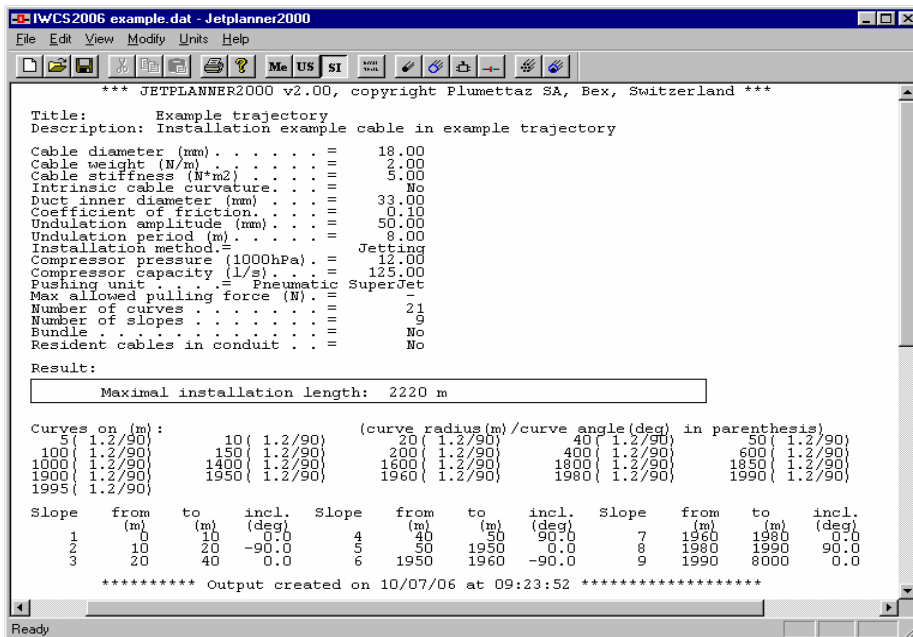 IWCS2006 example.dat - Jetplanner2000
File Edit View Modify Units Help
Me US SI
*** JETPLANNER2000 v2.00, copyright Plumettaz SA, Bex, Switzerland ***
Title: Example trajectory
Description: Installation example cable in example trajectory
Cable diameter (mm). . . . . . = 18.00
Cable weight (N/m) . . . . . . = 2.00
Cable stiffness (N*m2) . . . . = 5.00
Intrinsic cable curvature. . . = No
Duct inner diameter (mm) . . . = 33.00
Coefficient of friction. . . . = 0.10
Undulation amplitude (mm). . . = 50.00
Undulation period (m). . . . . = 8.00
Installation method.= Jetting
Compressor pressure (1000hPa). = 12.00
Compressor capacity (l/s). . . = 125.00
Pushing unit . . . .= Pneumatic SuperJet
Max allowed pulling force (N). = -
Number of curves . . . . . . . = 21
Number of slopes . . . . . . . = 9
Bundle . . . . . . . . . . . . = No
Resident cables in conduit . . = No
Result:
Maximal installation length: 2220 m
Curves on (m): (curve radius(m)/curve angle(deg) in parenthesis)
5( 1.2/90) 10( 1.2/90) 20( 1.2/90) 40( 1.2/90) 50( 1.2/90)
100( 1.2/90) 150( 1.2/90) 200( 1.2/90) 400( 1.2/90) 600( 1.2/90)
1000( 1.2/90) 1400( 1.2/90) 1600( 1.2/90) 1800( 1.2/90) 1850( 1.2/90)
1900( 1.2/90) 1950( 1.2/90) 1960( 1.2/90) 1980( 1.2/90) 1990( 1.2/90)
1995( 1.2/90)
Slope from to incl. Slope from to incl. Slope from to incl.
(m) (m) (deg) (m) (m) (deg) (m) (m) (deg)
1 0 10 0.0 4 40 50 90.0 7 1960 1980 0.0
2 10 20 -90.0 5 50 1950 0.0 8 1980 1990 90.0
3 20 40 0.0 6 1950 1960 -90.0 9 1990 8000 0.0
********** Output created on 10/07/06 at 09:23:52 *******************
Ready